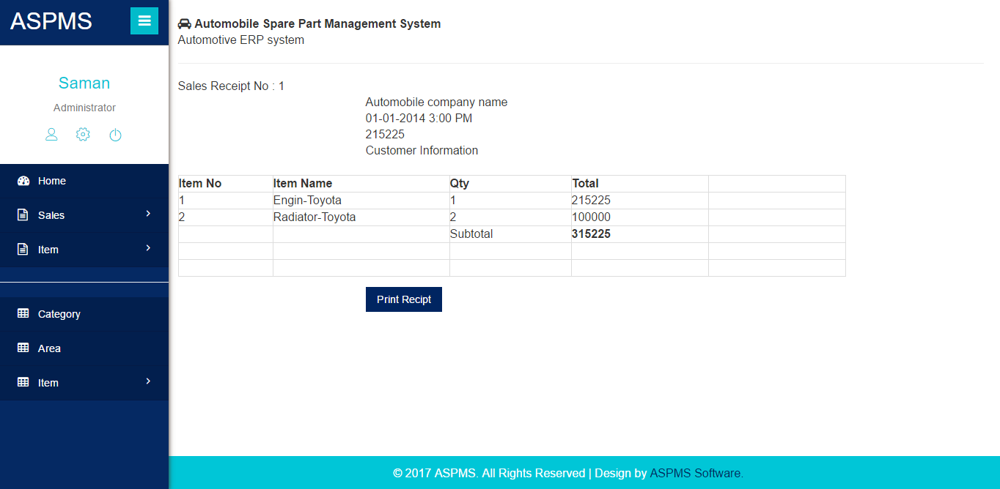 ASPMS
Saman
Administrator
Home
Sales
Item
Category
Area
Item
Automobile Spare Part Management System
Automotive ERP system
Sales Receipt No : 1
Automobile company name
01-01-2014 3:00 PM
215225
Customer Information
Item No Item Name Qty Total
1 Engin-Toyota 1 215225
2 Radiator-Toyota 2 100000
Subtotal 315225
Print Recipt
© 2017 ASPMS. All Rights Reserved | Design by ASPMS Software.